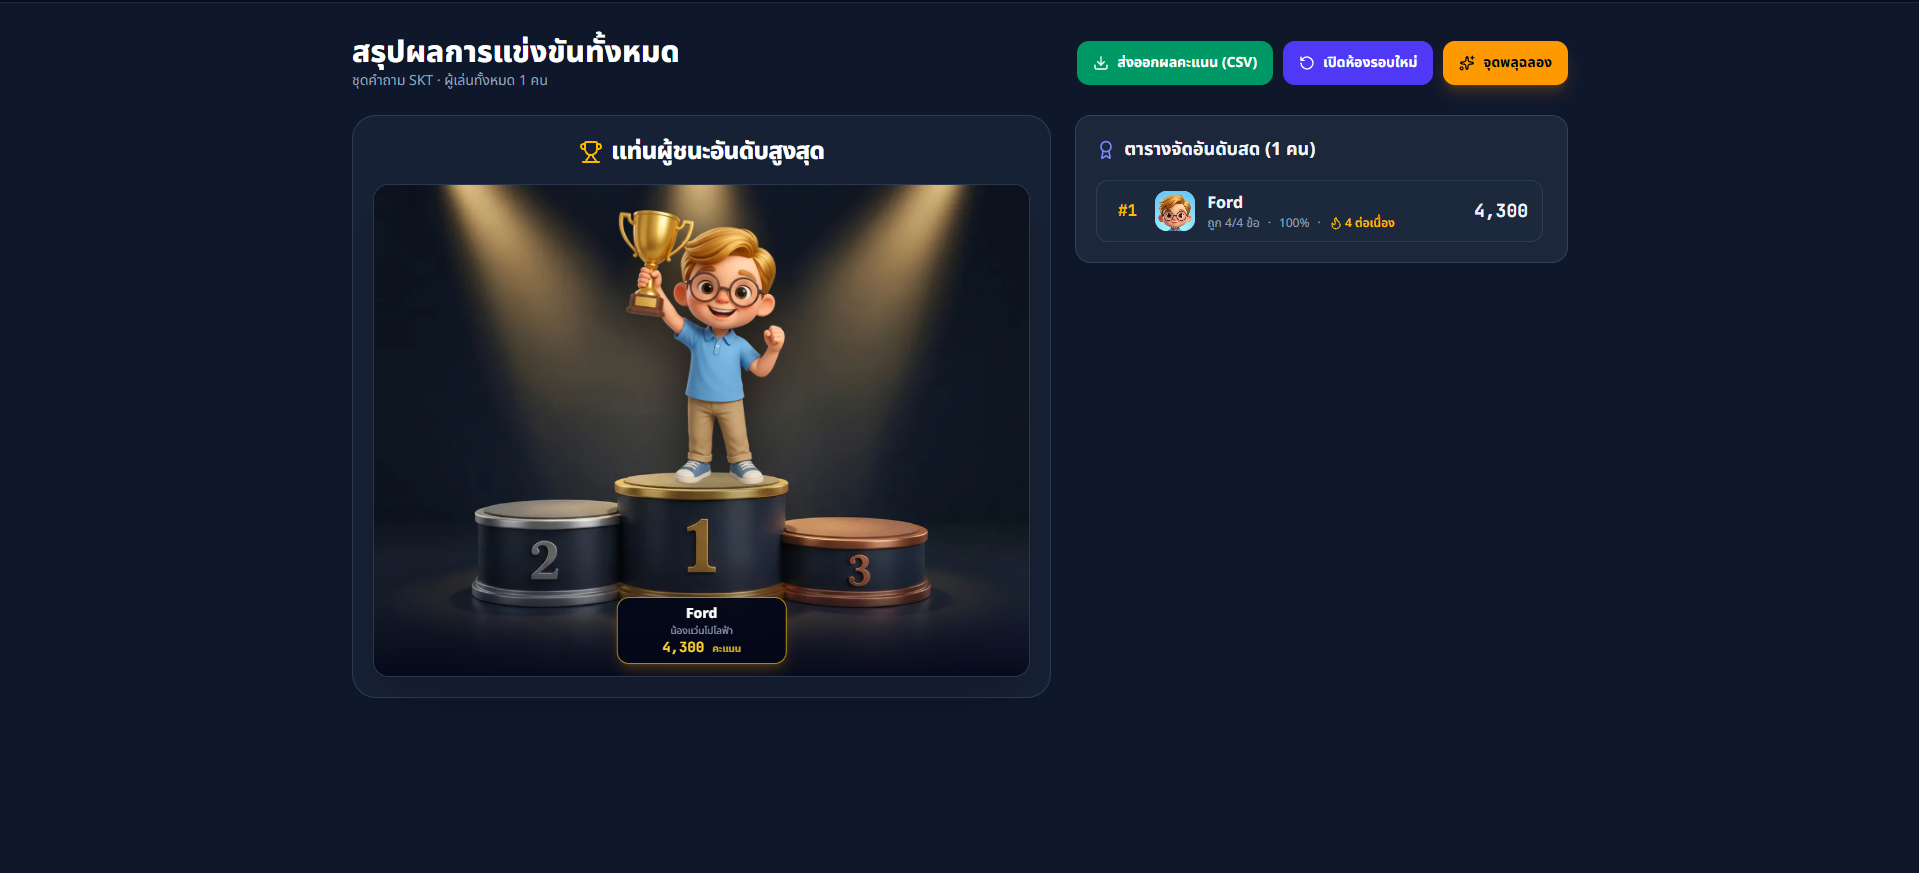 สรุปผลการแข่งขันทั้งหมด
ชุดคำถาม SKT · ผู้เล่นทั้งหมด 1 คน
ส่งออกผลคะแนน (CSV)
เปิดห้องรอบใหม่
จุดพลุฉลอง
แท่นผู้ชนะอันดับสูงสุด
2
1
3
Ford
น้องแว่นโปโลฟ้า
4,300 คะแนน
ตารางจัดอันดับสด (1 คน)
#1
Ford
ถูก 4/4 ข้อ · 100% · 4 ต่อเนื่อง
4,300